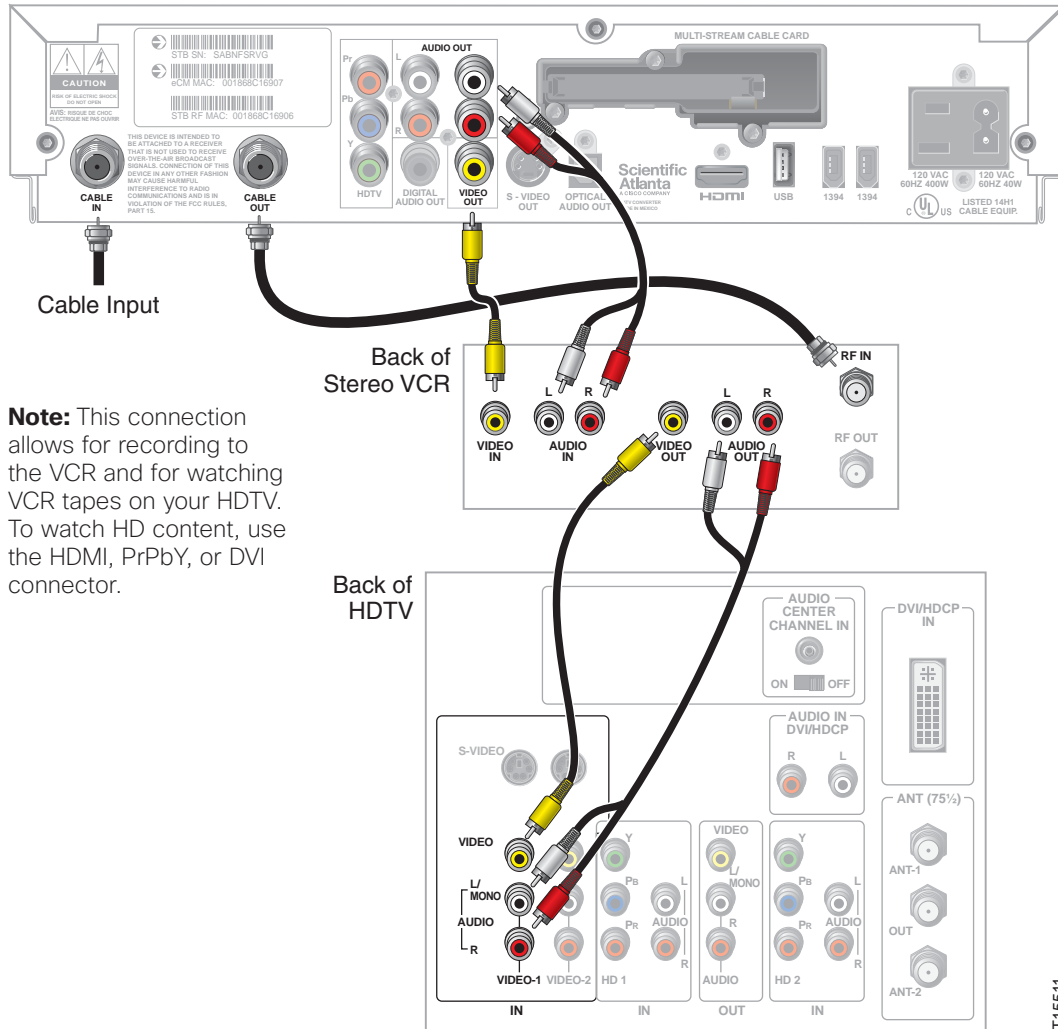 MULTI-STREAM CABLE CARD
STB SN: SABNFSRVG
eCM MAC: 001868C16907
STB RF MAC: 001868C16906
CAUTION
RISK OF ELECTRIC SHOCK
DO NOT OPEN
AVIS: RISQUE DE CHOC
ELECTRIQUE NE PAS OUVRIR
THIS DEVICE IS INTENDED TO
BE ATTACHED TO A RECEIVER
THAT IS NOT USED TO RECEIVE
OVER-THE-AIR BROADCAST
SIGNALS. CONNECTION OF THIS
DEVICE IN ANY OTHER FASHION
MAY CAUSE HARMFUL
INTERFERENCE TO RADIO
COMMUNICATIONS AND IS IN
VIOLATION OF THE FCC RULES,
PART 15.
CABLE
IN
CABLE
OUT
Pr
Pb
Y
HDTV
AUDIO OUT
L
R
DIGITAL
AUDIO OUT
VIDEO
OUT
S - VIDEO
OUT
OPTICAL
AUDIO OUT
Scientific
Atlanta
A CISCO COMPANY
HDMI
USB
1394
1394
120 VAC
60HZ 400W
120 VAC
60HZ 40W
C UL US
LISTED 14H1
CABLE EQUIP.
Cable Input
Back of
Stereo VCR
VIDEO
IN
L
R
AUDIO
IN
VIDEO
OUT
L
R
AUDIO
OUT
RF IN
RF OUT
Note: This connection
allows for recording to
the VCR and for watching
VCR tapes on your HDTV.
To watch HD content, use
the HDMI, PrPbY, or DVI
connector.
Back of
HDTV
AUDIO
CENTER
CHANNEL IN
ON
OFF
DVI/HDCP
IN
AUDIO IN
DVI/HDCP
R
L
S-VIDEO
VIDEO
L/
MONO
AUDIO
R
VIDEO-1
VIDEO-2
IN
Y
PB
PR
L
AUDIO
R
HD 1
IN
VIDEO
L/
MONO
R
AUDIO
OUT
Y
PB
PR
L
AUDIO
R
HD 2
IN
ANT (75½)
ANT-1
OUT
ANT-2
T15511